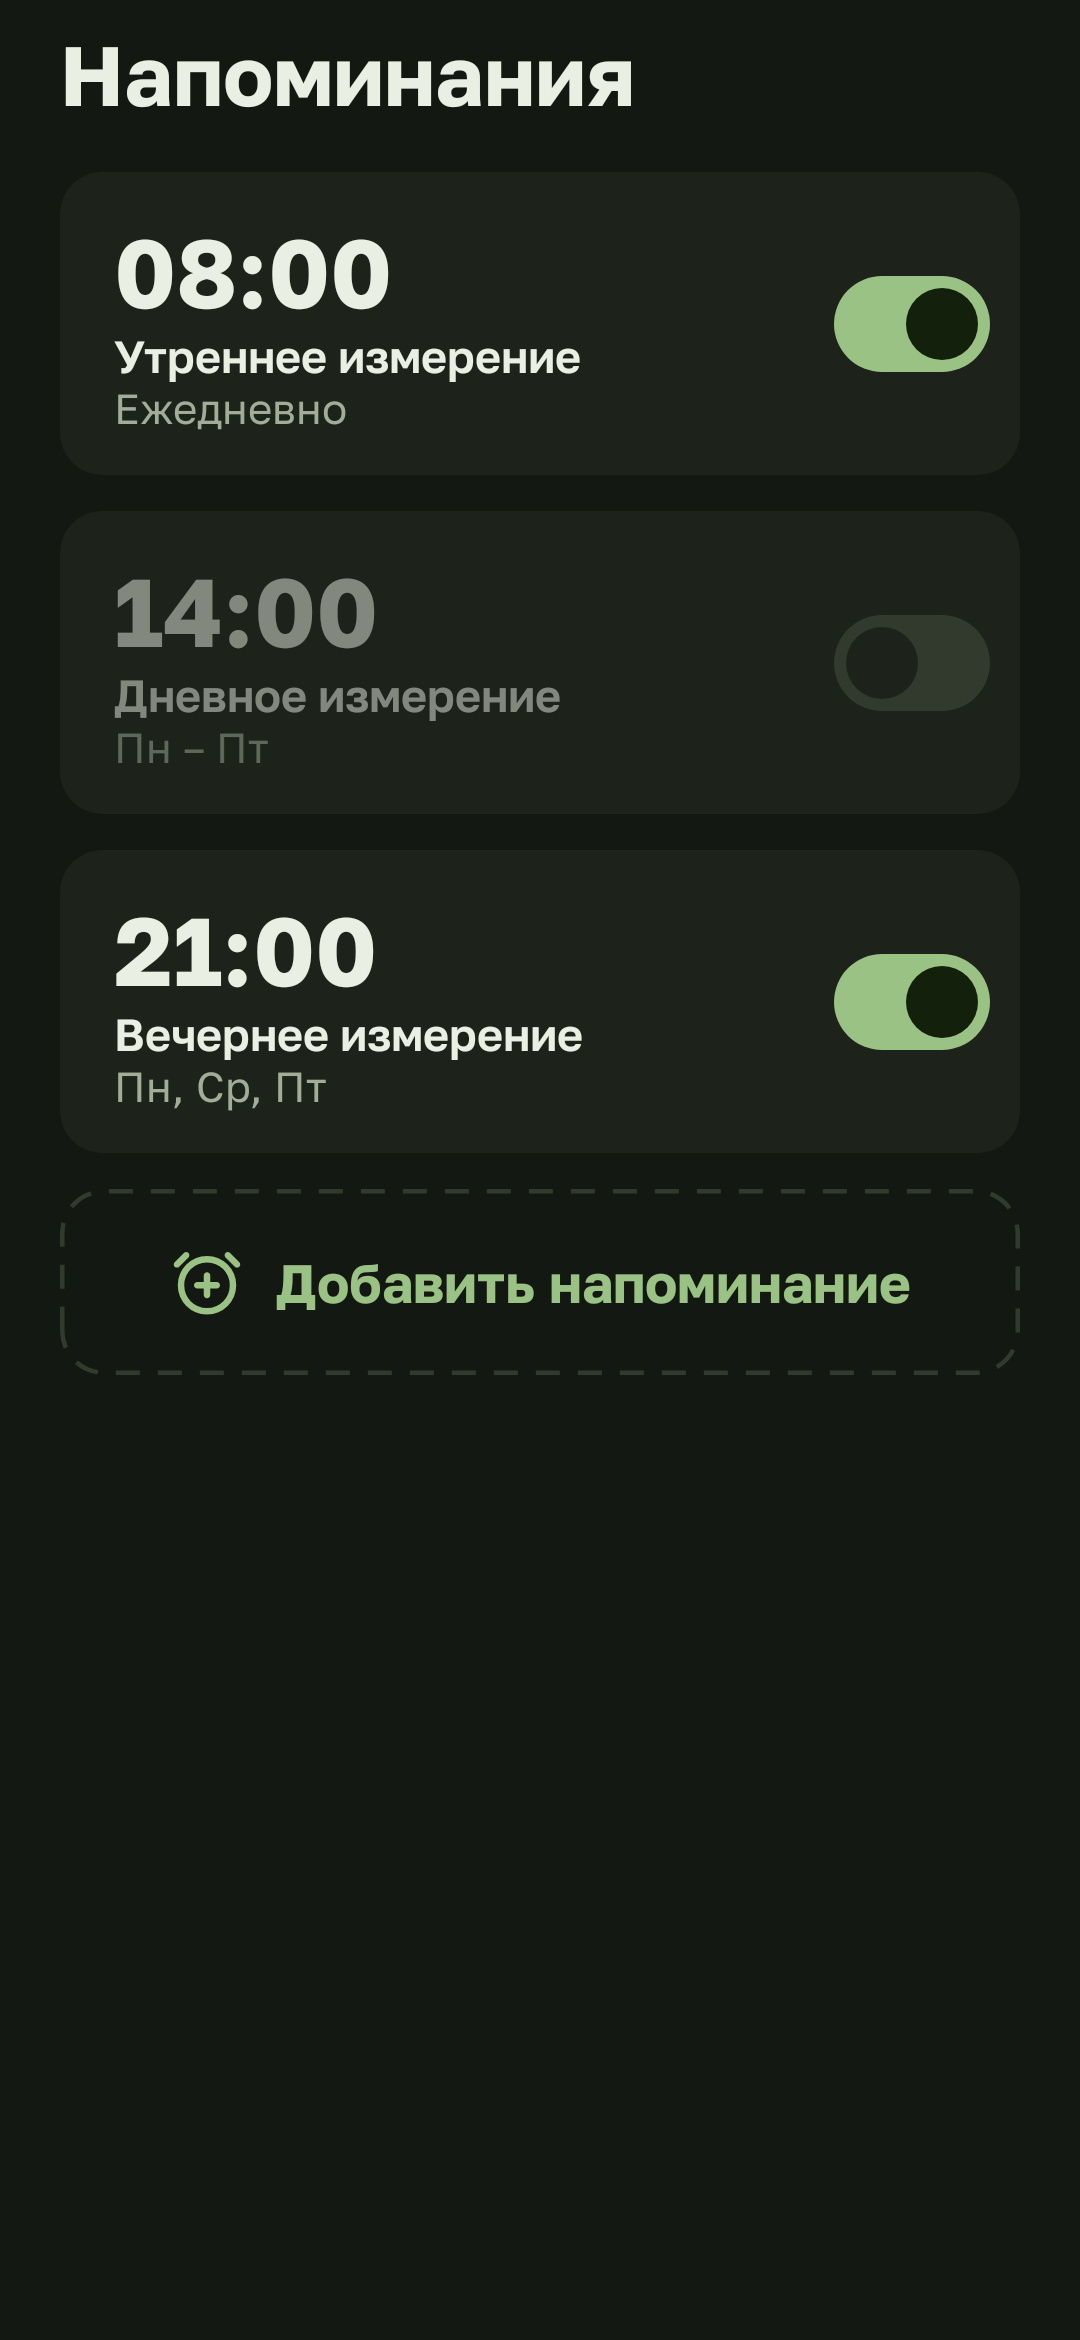 Напоминания
08:00
Утреннее измерение
Ежедневно
14:00
Дневное измерение
Пн – Пт
21:00
Вечернее измерение
Пн, Ср, Пт
Добавить напоминание